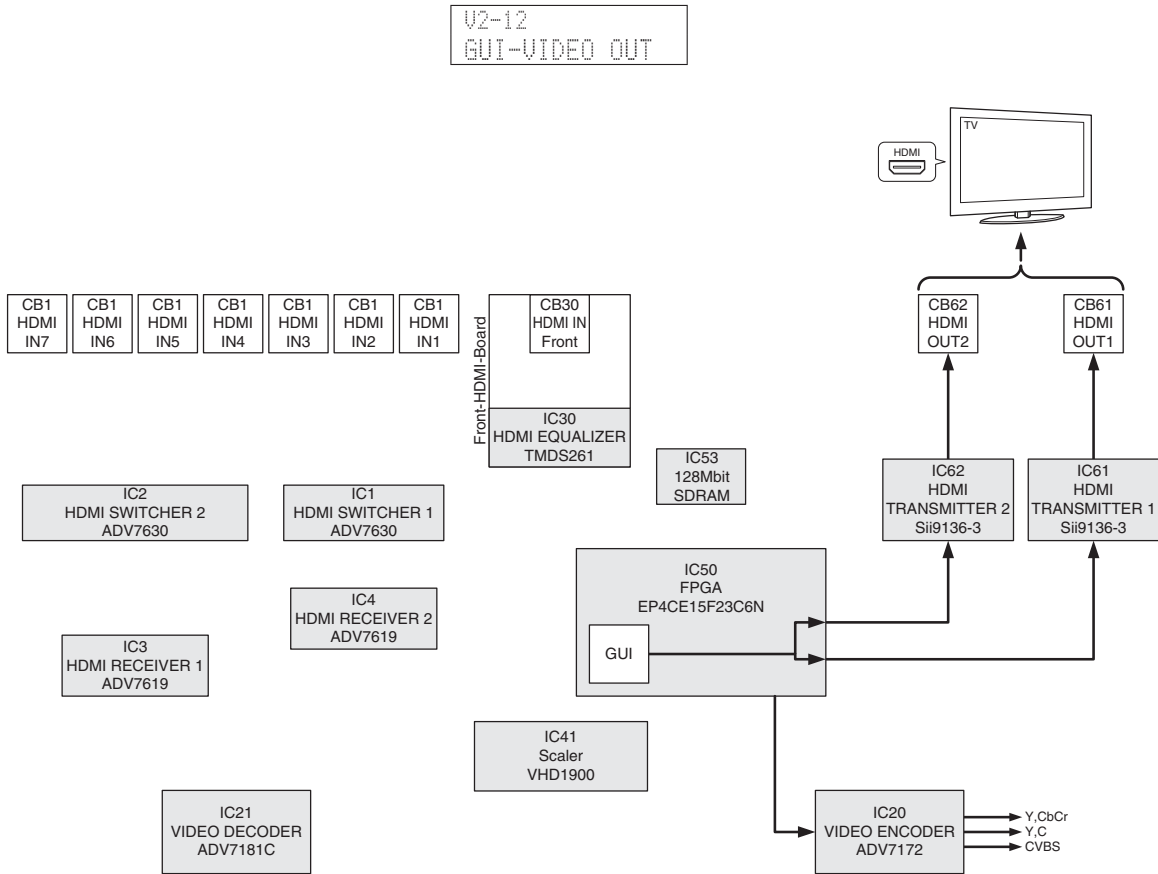 V2-12
GUI-VIDEO OUT
TV
HDMI
CB1
HDMI
IN7
CB1
HDMI
IN6
CB1
HDMI
IN5
CB1
HDMI
IN4
CB1
HDMI
IN3
CB1
HDMI
IN2
CB1
HDMI
IN1
Front-HDMI-Board
CB30
HDMI IN
Front
IC30
HDMI EQUALIZER
TMDS261
CB62
HDMI
OUT2
CB61
HDMI
OUT1
IC53
128Mbit
SDRAM
IC62
HDMI
TRANSMITTER 2
Sii9136-3
IC61
HDMI
TRANSMITTER 1
Sii9136-3
IC2
HDMI SWITCHER 2
ADV7630
IC1
HDMI SWITCHER 1
ADV7630
IC50
FPGA
EP4CE15F23C6N
GUI
IC4
HDMI RECEIVER 2
ADV7619
IC3
HDMI RECEIVER 1
ADV7619
IC41
Scaler
VHD1900
IC21
VIDEO DECODER
ADV7181C
IC20
VIDEO ENCODER
ADV7172
Y,CbCr
Y,C
CVBS